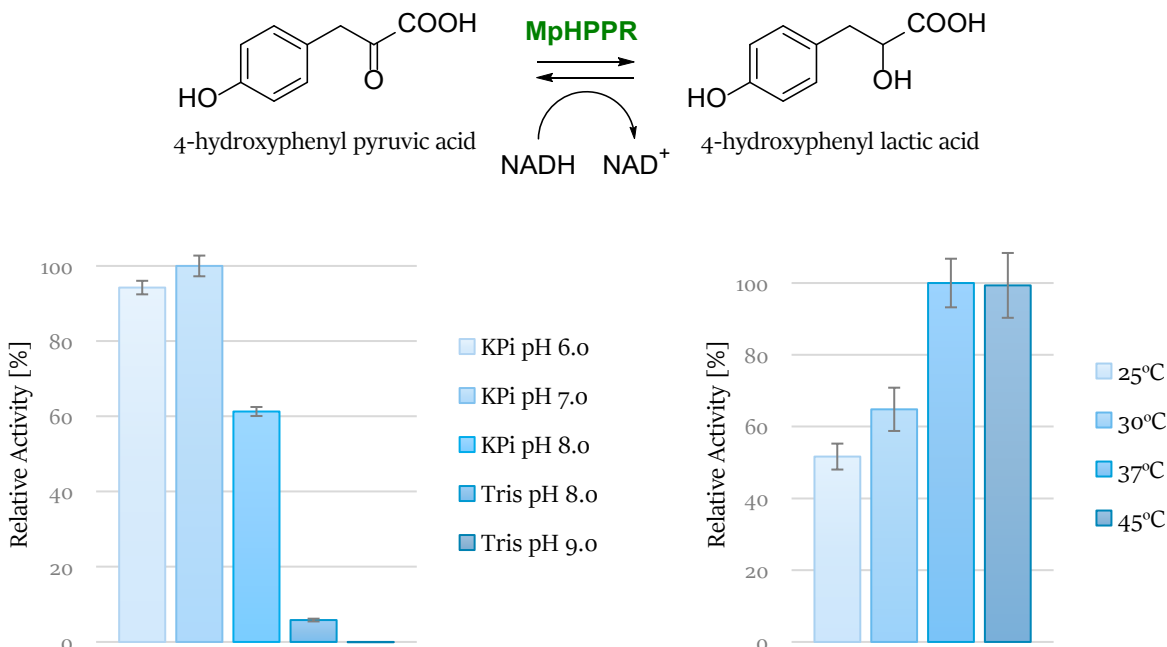 COOH
O
HO
4-hydroxyphenyl pyruvic acid
MpHPPR
NADH NAD+
COOH
OH
HO
4-hydroxyphenyl lactic acid
Relative Activity [%]
100
80
60
40
20
0
KPi pH 6.0
KPi pH 7.0
KPi pH 8.0
Tris pH 8.0
Tris pH 9.0
Relative Activity [%]
100
80
60
40
20
0
25ºC
30ºC
37ºC
45ºC